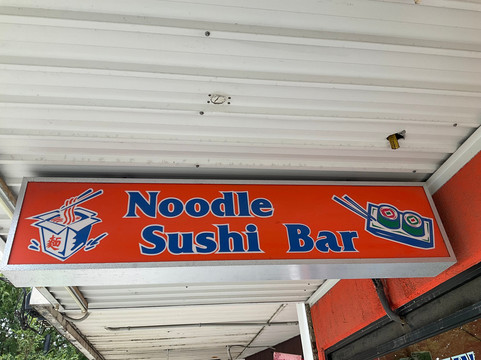 Noodle
Sushi Bar
麺